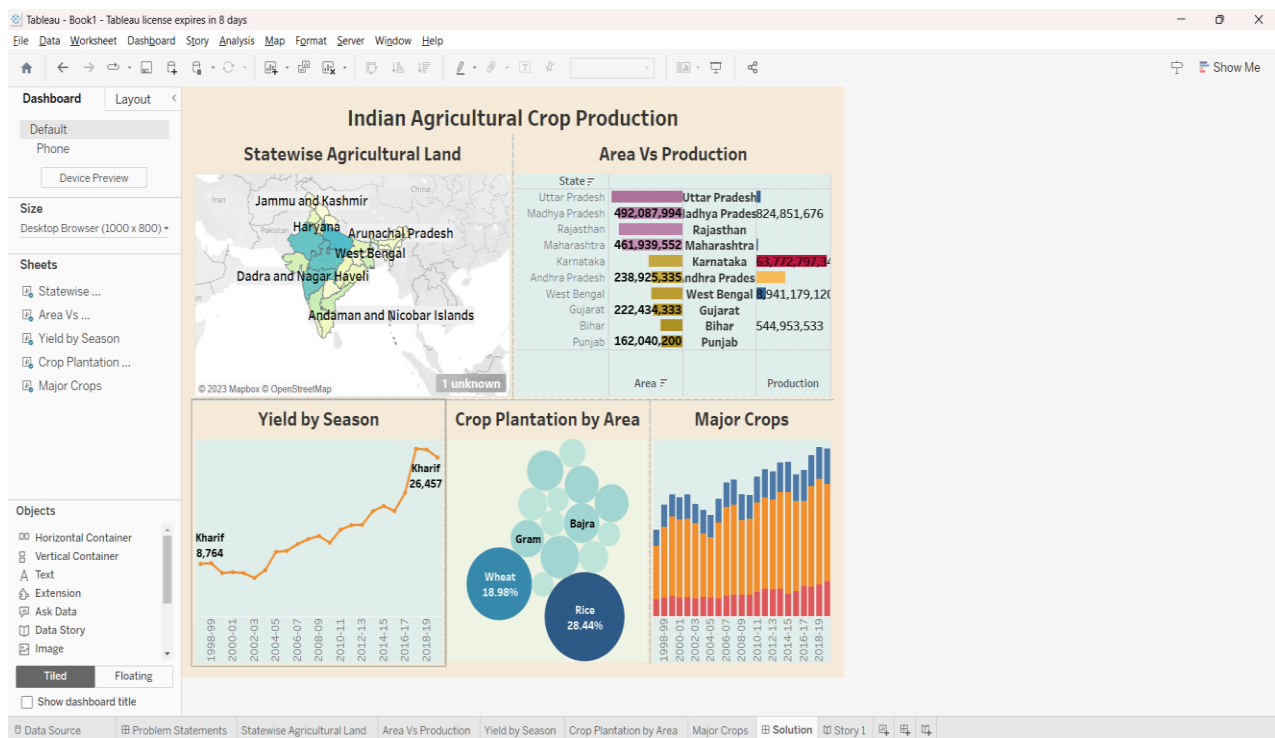 Tableau - Book1 - Tableau license expires in 8 days
File Data Worksheet Dashboard Story Analysis Map Format Server Window Help
Show Me
Dashboard Layout
Default
Phone
Device Preview
Size
Desktop Browser (1000 x 800)
Sheets
Statewise ...
Area Vs ...
Yield by Season
Crop Plantation ...
Major Crops
Objects
Horizontal Container
Vertical Container
Text
Extension
Ask Data
Data Story
Image
Tiled Floating
Show dashboard title
Indian Agricultural Crop Production
Statewise Agricultural Land
Iran
China
Pakistan
Jammu and Kashmir
Haryana
Arunachal Pradesh
West Bengal
Dadra and Nagar Haveli
Andaman and Nicobar Islands
© 2023 Mapbox © OpenStreetMap
1 unknown
Area Vs Production
State
Uttar Pradesh Uttar Pradesh
Madhya Pradesh 492,087,994 ladhya Prades 824,851,676
Rajasthan Rajasthan
Maharashtra 461,939,552 Maharashtra
Karnataka Karnataka 63,772,797,34
Andhra Pradesh 238,925,335 ndhra Prades
West Bengal West Bengal 8,941,179,120
Gujarat 222,434,333 Gujarat
Bihar Bihar 544,953,533
Punjab 162,040,200 Punjab
Area Production
Yield by Season
Kharif
8,764
Kharif
26,457
1998-99 2000-01 2002-03 2004-05 2006-07 2008-09 2010-11 2012-13 2014-15 2016-17 2018-19
Crop Plantation by Area
Bajra
Gram
Wheat
18.98%
Rice
28.44%
Major Crops
1998-99 2000-01 2002-03 2004-05 2006-07 2008-09 2010-11 2012-13 2014-15 2016-17 2018-19
Data Source Problem Statements Statewise Agricultural Land Area Vs Production Yield by Season Crop Plantation by Area Major Crops Solution Story 1